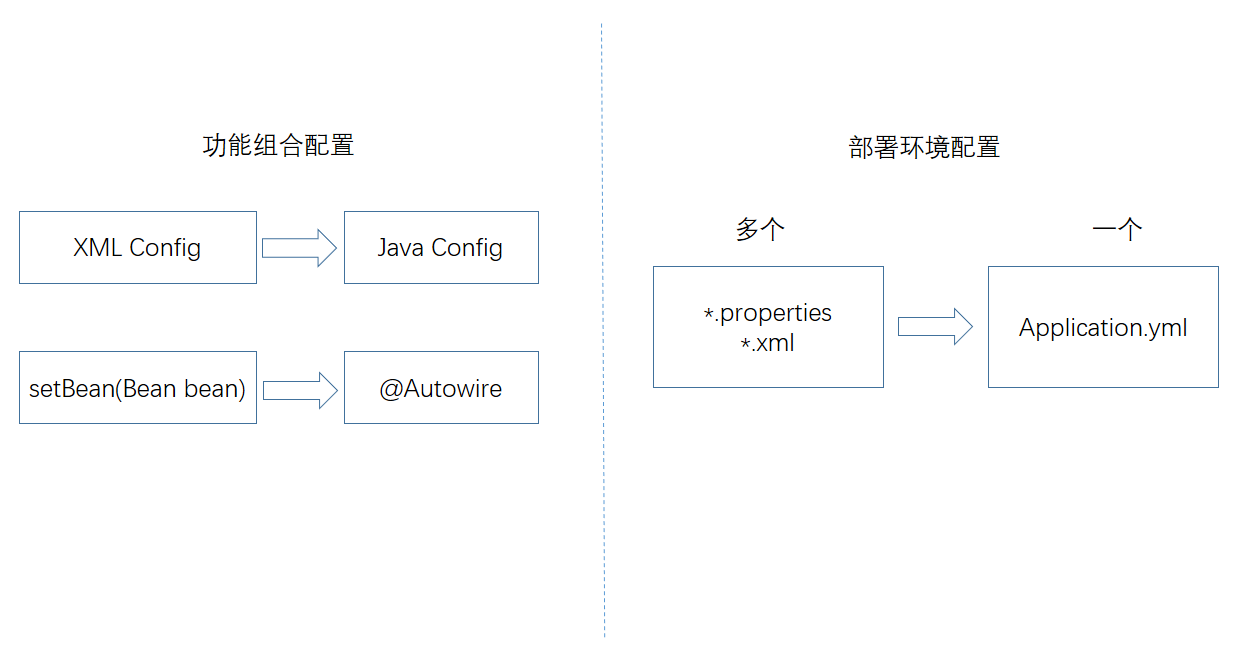 功能组合配置
XML Config
Java Config
setBean(Bean bean)
@Autowire
部署环境配置
多个
一个
*.properties
*.xml
Application.yml